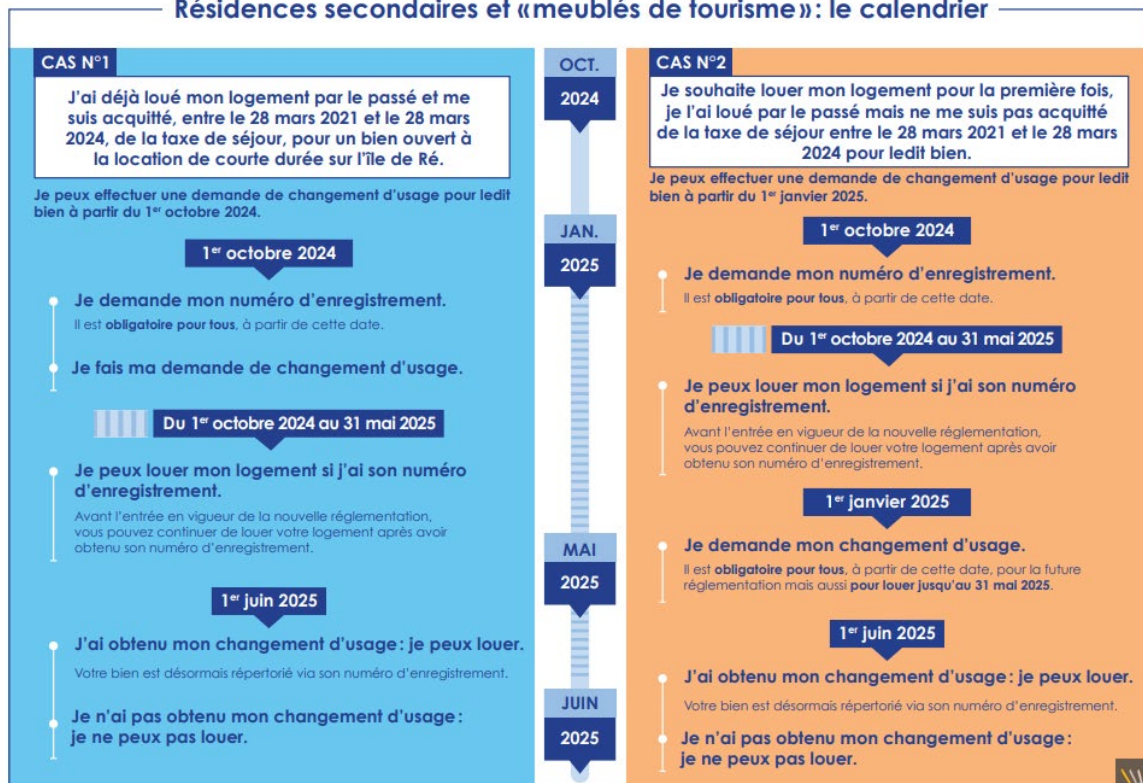 Résidences secondaires et «meublés de tourisme»: le calendrier
CAS N°1
J'ai déjà loué mon logement par le passé et me
suis acquitté, entre le 28 mars 2021 et le 28 mars
2024, de la taxe de séjour, pour un bien ouvert à
la location de courte durée sur l'île de Ré.
Je peux effectuer une demande de changement d'usage pour ledit
bien à partir du 1er octobre 2024.
1er octobre 2024
Je demande mon numéro d'enregistrement.
Il est obligatoire pour tous, à partir de cette date.
Je fais ma demande de changement d'usage.
Du 1er octobre 2024 au 31 mai 2025
Je peux louer mon logement si j'ai son numéro
d'enregistrement.
Avant l'entrée en vigueur de la nouvelle réglementation,
vous pouvez continuer de louer votre logement après avoir
obtenu son numéro d'enregistrement.
1er juin 2025
J'ai obtenu mon changement d'usage: je peux louer.
Votre bien est désormais répertorié via son numéro d'enregistrement.
Je n'ai pas obtenu mon changement d'usage:
je ne peux pas louer.
OCT.
2024
JAN.
2025
MAI
2025
JUIN
2025
CAS N°2
Je souhaite louer mon logement pour la première fois,
je l'ai loué par le passé mais ne me suis pas acquitté
de la taxe de séjour entre le 28 mars 2021 et le 28 mars
2024 pour ledit bien.
Je peux effectuer une demande de changement d'usage pour ledit
bien à partir du 1er janvier 2025.
1er octobre 2024
Je demande mon numéro d'enregistrement.
Il est obligatoire pour tous, à partir de cette date.
Du 1er octobre 2024 au 31 mai 2025
Je peux louer mon logement si j'ai son numéro
d'enregistrement.
Avant l'entrée en vigueur de la nouvelle réglementation,
vous pouvez continuer de louer votre logement après avoir
obtenu son numéro d'enregistrement.
1er janvier 2025
Je demande mon changement d'usage.
Il est obligatoire pour tous, à partir de cette date, pour la future
réglementation mais aussi pour louer jusqu'au 31 mai 2025.
1er juin 2025
J'ai obtenu mon changement d'usage: je peux louer.
Votre bien est désormais répertorié via son numéro d'enregistrement.
Je n'ai pas obtenu mon changement d'usage:
je ne peux pas louer.